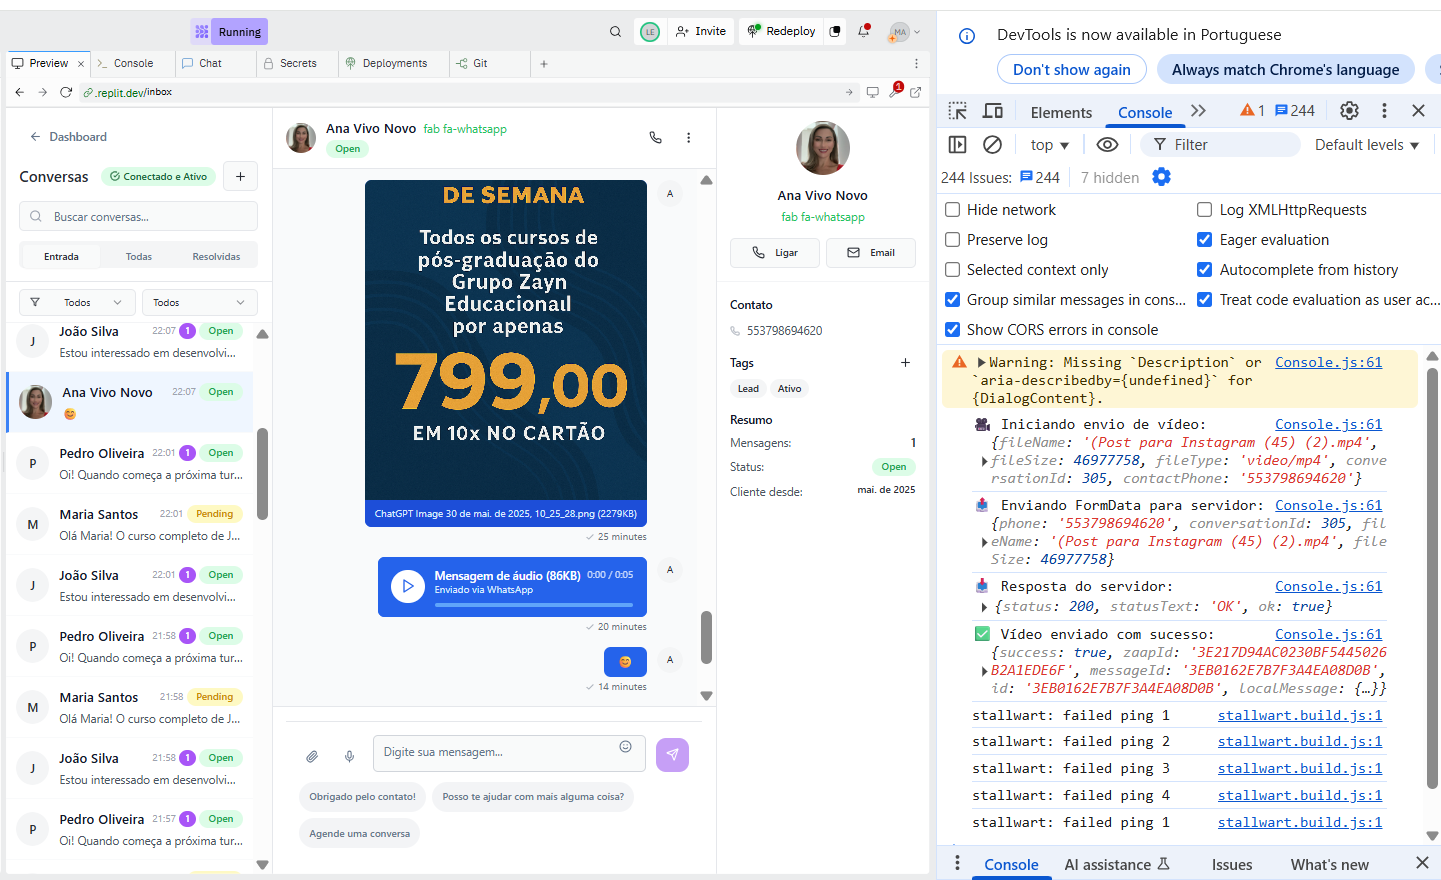 Running
LE
Invite
Redeploy
MA
Preview
Console
Chat
Secrets
Deployments
Git
.replit.dev/inbox
1
Dashboard
Conversas
Conectado e Ativo
Buscar conversas...
Entrada
Todas
Resolvidas
Todos
Todos
J
João Silva
22:07
1
Open
Estou interessado em desenvolvi...
Ana Vivo Novo
22:07
Open
😊
P
Pedro Oliveira
22:01
1
Open
Oi! Quando começa a próxima tur...
M
Maria Santos
22:01
Pending
Olá Maria! O curso completo de J...
J
João Silva
22:01
1
Open
Estou interessado em desenvolvi...
P
Pedro Oliveira
21:58
1
Open
Oi! Quando começa a próxima tur...
M
Maria Santos
21:58
Pending
Olá Maria! O curso completo de J...
J
João Silva
21:58
1
Open
Estou interessado em desenvolvi...
P
Pedro Oliveira
21:57
1
Open
Oi! Quando começa a próxima tur...
Ana Vivo Novo fab fa-whatsapp
Open
A
DE SEMANA
Todos os cursos de
pós-graduação do
Grupo Zayn
Educacional
por apenas
799,00
EM 10x NO CARTÃO
ChatGPT Image 30 de mai. de 2025, 10_25_28.png (2279KB)
25 minutes
Mensagem de áudio (86KB) 0:00 / 0:05
Enviado via WhatsApp
A
20 minutes
😊
A
14 minutes
Digite sua mensagem...
Obrigado pelo contato!
Posso te ajudar com mais alguma coisa?
Agende uma conversa
Ana Vivo Novo
fab fa-whatsapp
Ligar
Email
Contato
553798694620
Tags
+
Lead
Ativo
Resumo
Mensagens: 1
Status: Open
Cliente desde: mai. de 2025
DevTools is now available in Portuguese
Don't show again
Always match Chrome's language
Elements
Console
1
244
top
Filter
Default levels
244 Issues: 244
7 hidden
Hide network
Log XMLHttpRequests
Preserve log
Eager evaluation
Selected context only
Autocomplete from history
Group similar messages in cons...
Treat code evaluation as user ac...
Show CORS errors in console
Warning: Missing `Description` or Console.js:61
`aria-describedby={undefined}` for
{DialogContent}.
🎥 Iniciando envio de vídeo: Console.js:61
{fileName: '(Post para Instagram (45) (2).mp4',
fileSize: 46977758, fileType: 'video/mp4', conve
rsationId: 305, contactPhone: '553798694620'}
📤 Enviando FormData para servidor: Console.js:61
{phone: '553798694620', conversationId: 305, fil
eName: '(Post para Instagram (45) (2).mp4', file
Size: 46977758}
📥 Resposta do servidor: Console.js:61
{status: 200, statusText: 'OK', ok: true}
✅ Vídeo enviado com sucesso: Console.js:61
{success: true, zaapId: '3E217D94AC0230BF5445026
B2A1EDE6F', messageId: '3EB0162E7B7F3A4EA08D0B',
id: '3EB0162E7B7F3A4EA08D0B', localMessage: {…}}
stallwart: failed ping 1 stallwart.build.js:1
stallwart: failed ping 2 stallwart.build.js:1
stallwart: failed ping 3 stallwart.build.js:1
stallwart: failed ping 4 stallwart.build.js:1
stallwart: failed ping 1 stallwart.build.js:1
Console
AI assistance
Issues
What's new